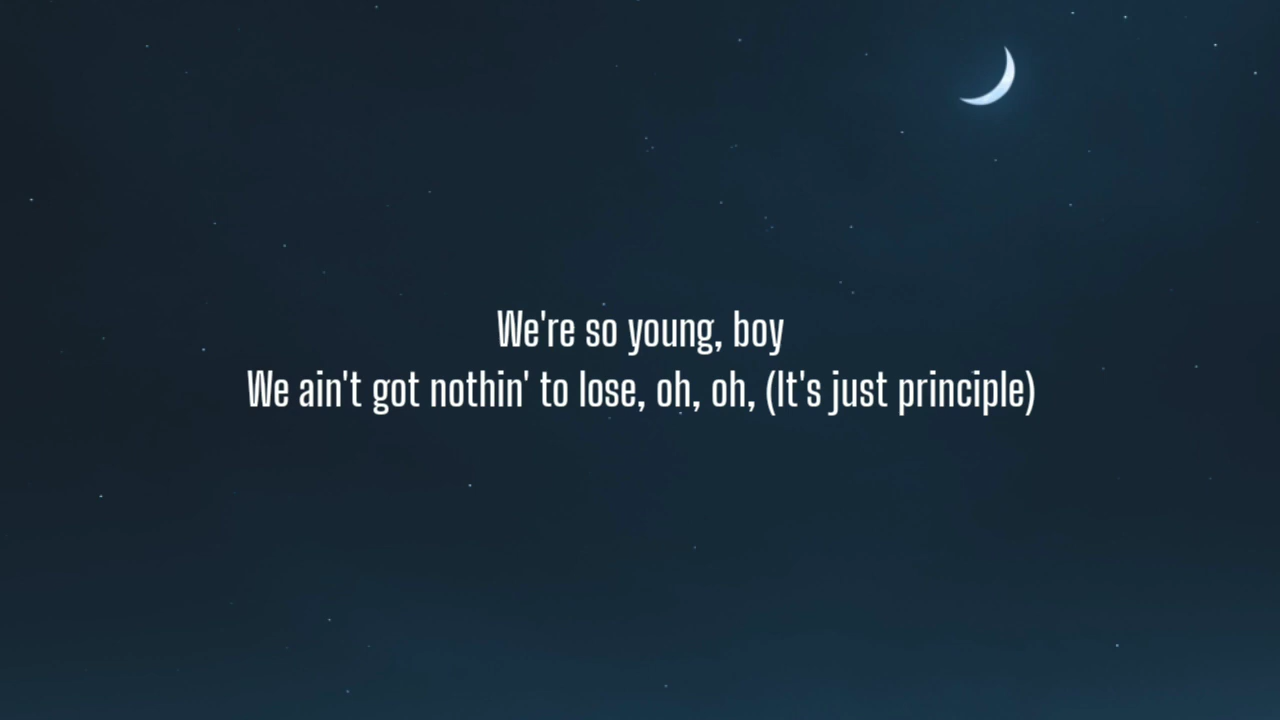 We're so young, boy
We ain't got nothin' to lose, oh, oh, (It's just principle)